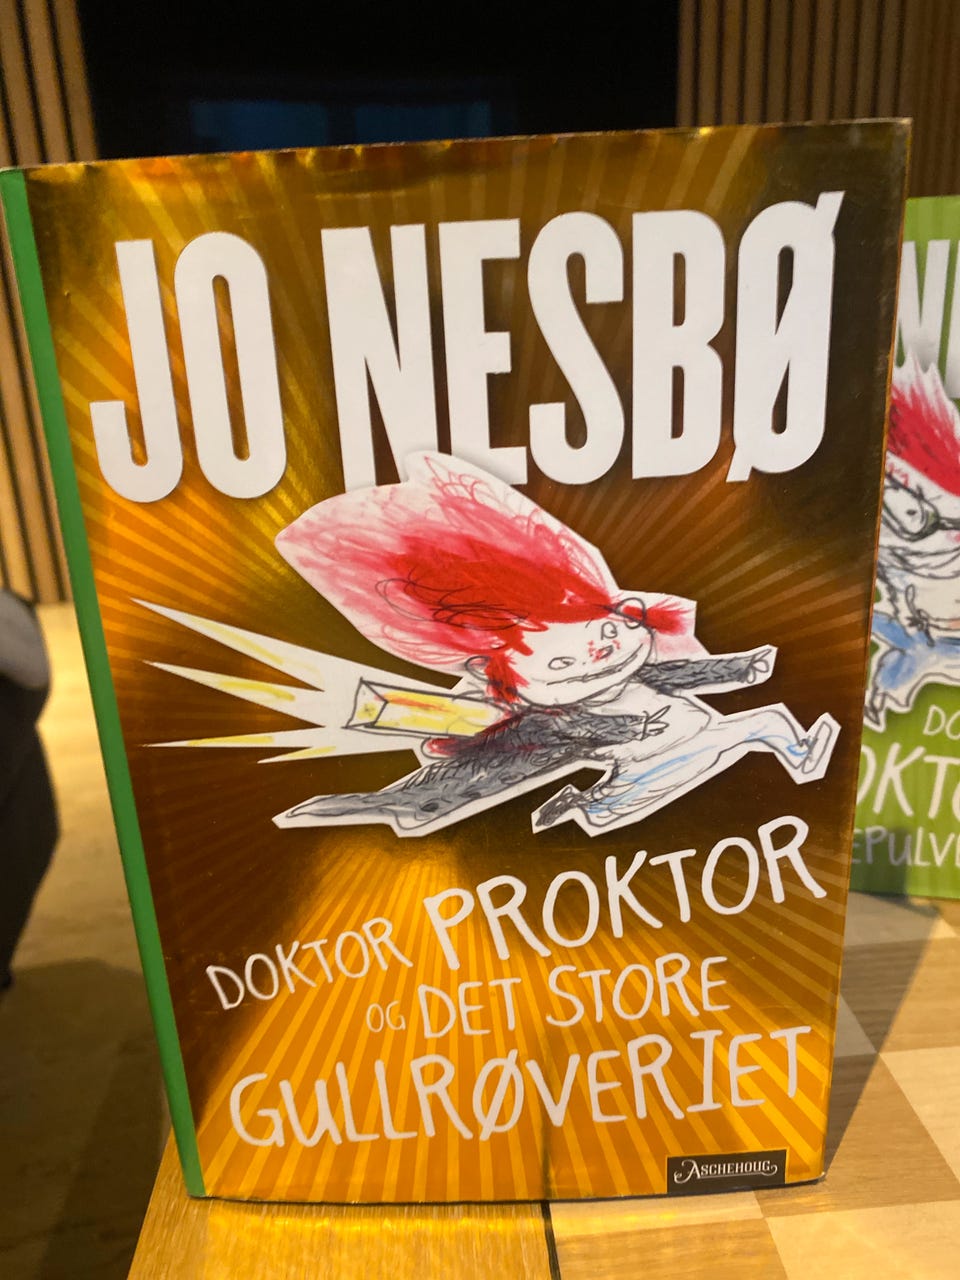 JO NESBØ
DOKTOR PROKTOR
OG DET STORE
GULLRØVERIET
ASCHEHOUG